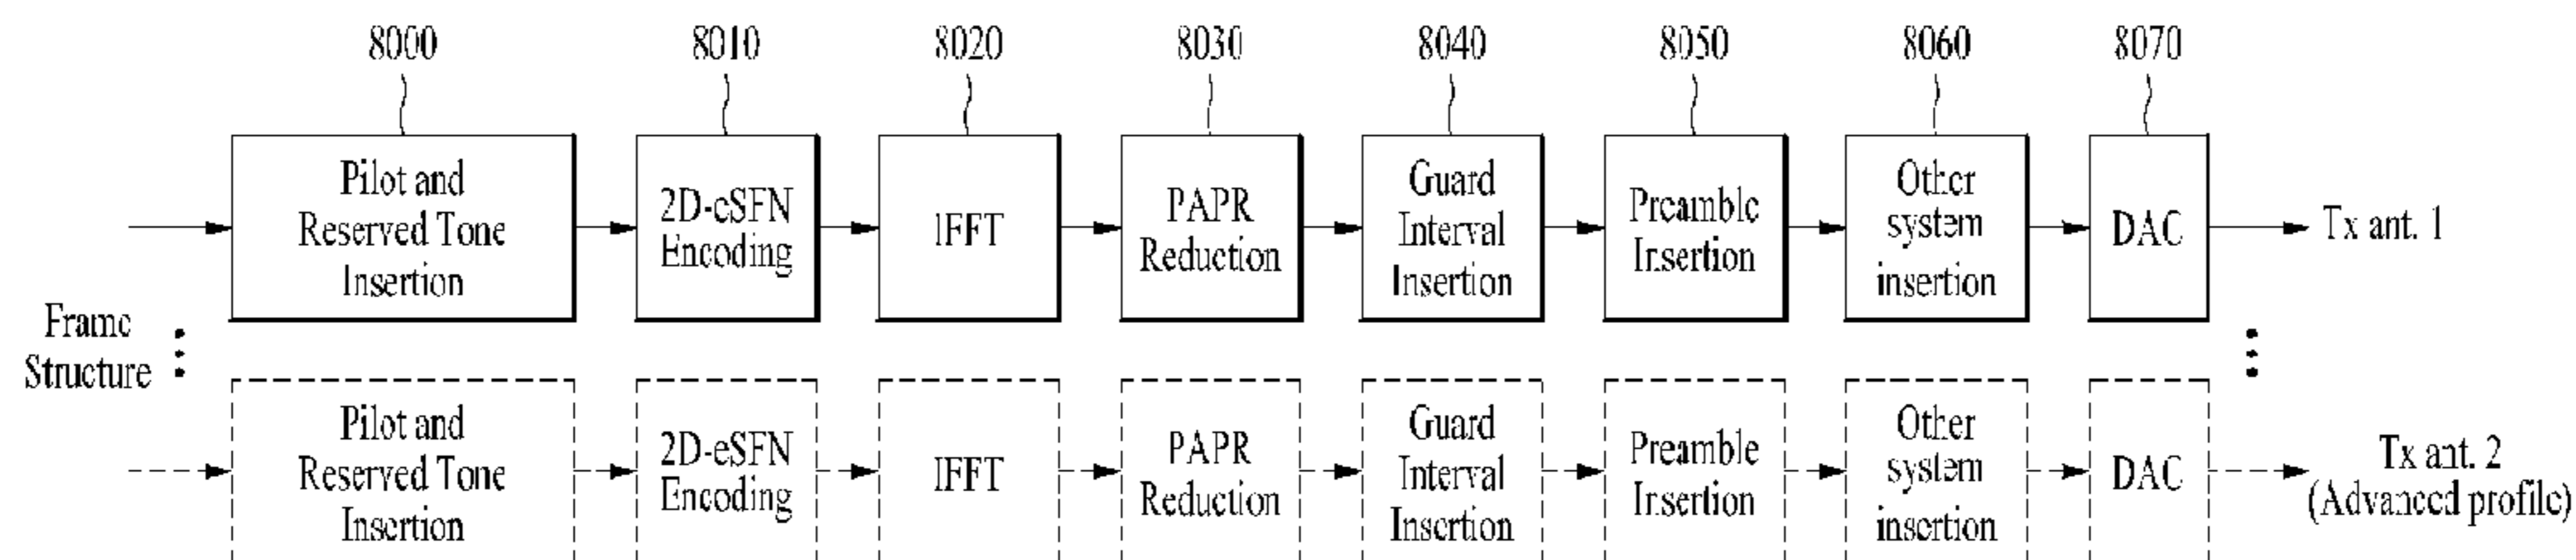 8000
8010
8020
8030
8040
8050
8060
8070
Pilot and
Reserved Tone
Insertion
2D-eSFN
Encoding
IFFT
PAPR
Reduction
Guard
Interval
Insertion
Preamble
Insertion
Other
system
insertion
DAC
Tx ant. 1
Frame
Structure
Pilot and
Reserved Tone
Insertion
2D-eSFN
Encoding
IFFT
PAPR
Reduction
Guard
Interval
Insertion
Preamble
Insertion
Other
system
insertion
DAC
Tx ant. 2
(Advanced profile)